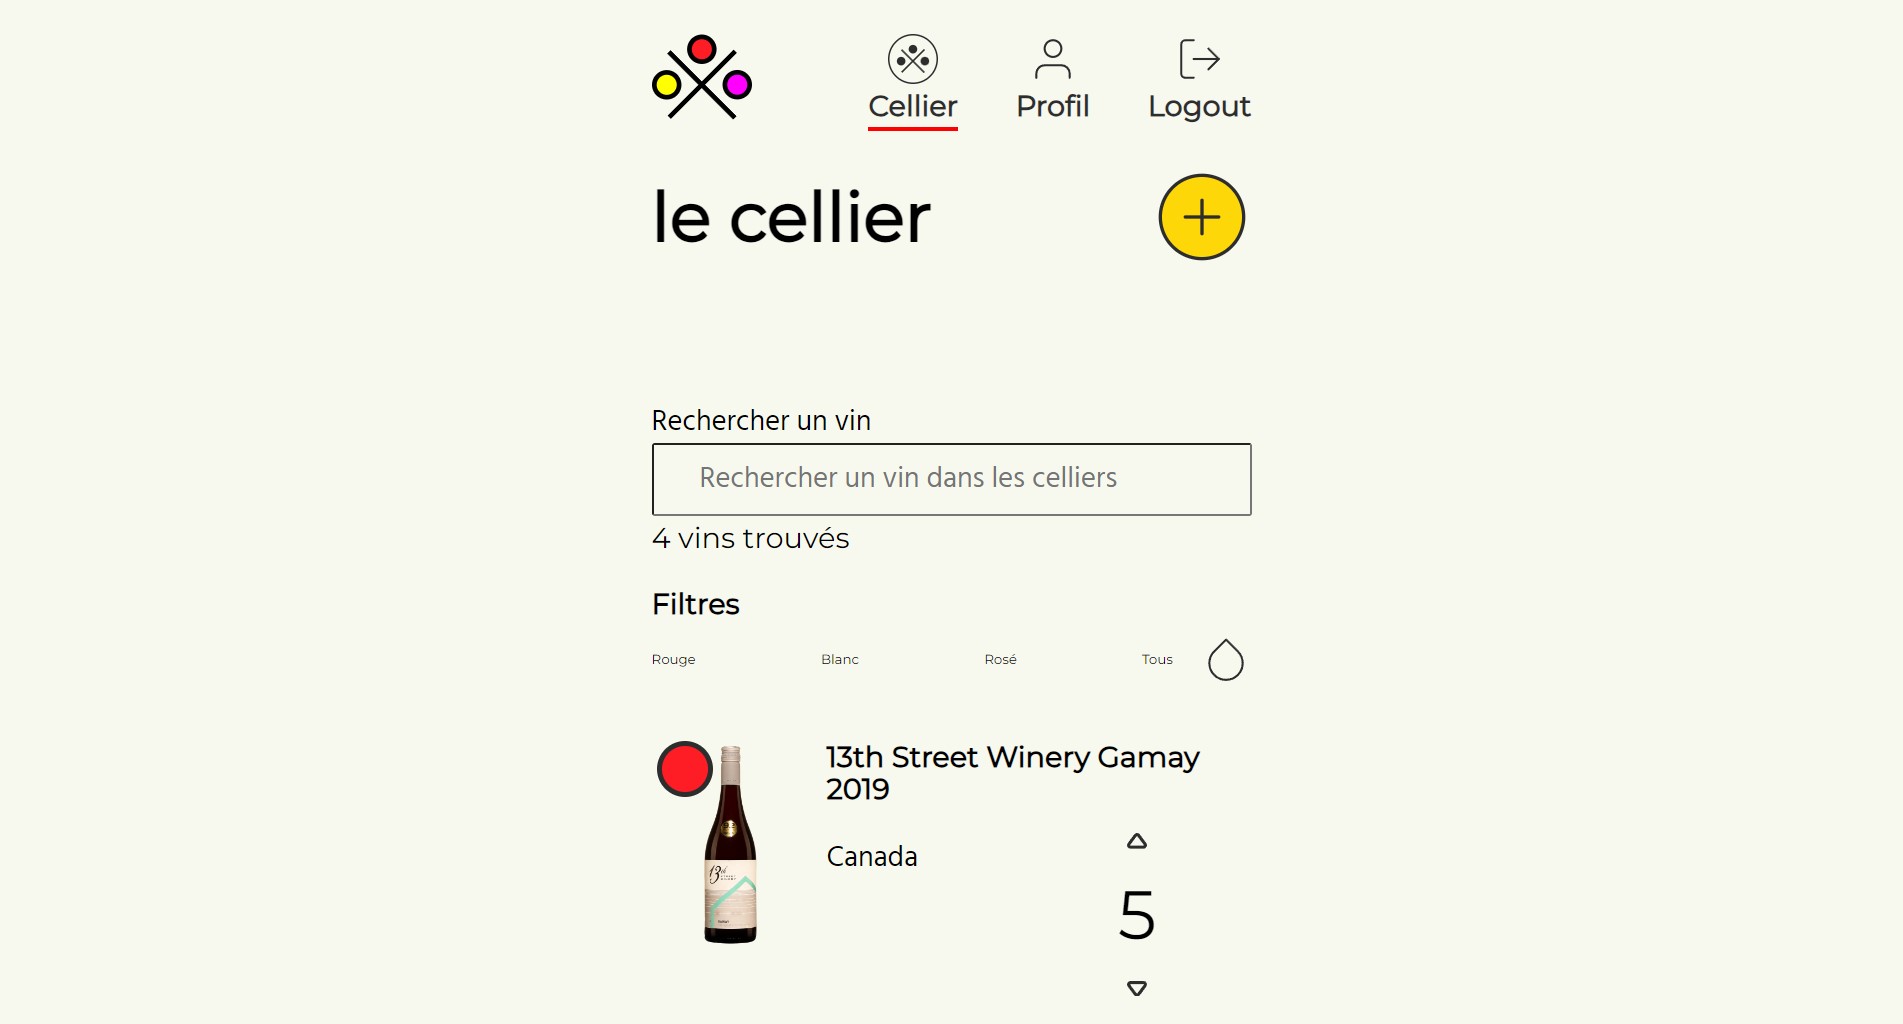 Cellier
Profil
Logout
le cellier
Rechercher un vin
Rechercher un vin dans les celliers
4 vins trouvés
Filtres
Rouge
Blanc
Rosé
Tous
13th Street Winery Gamay
2019
Canada
5
13th